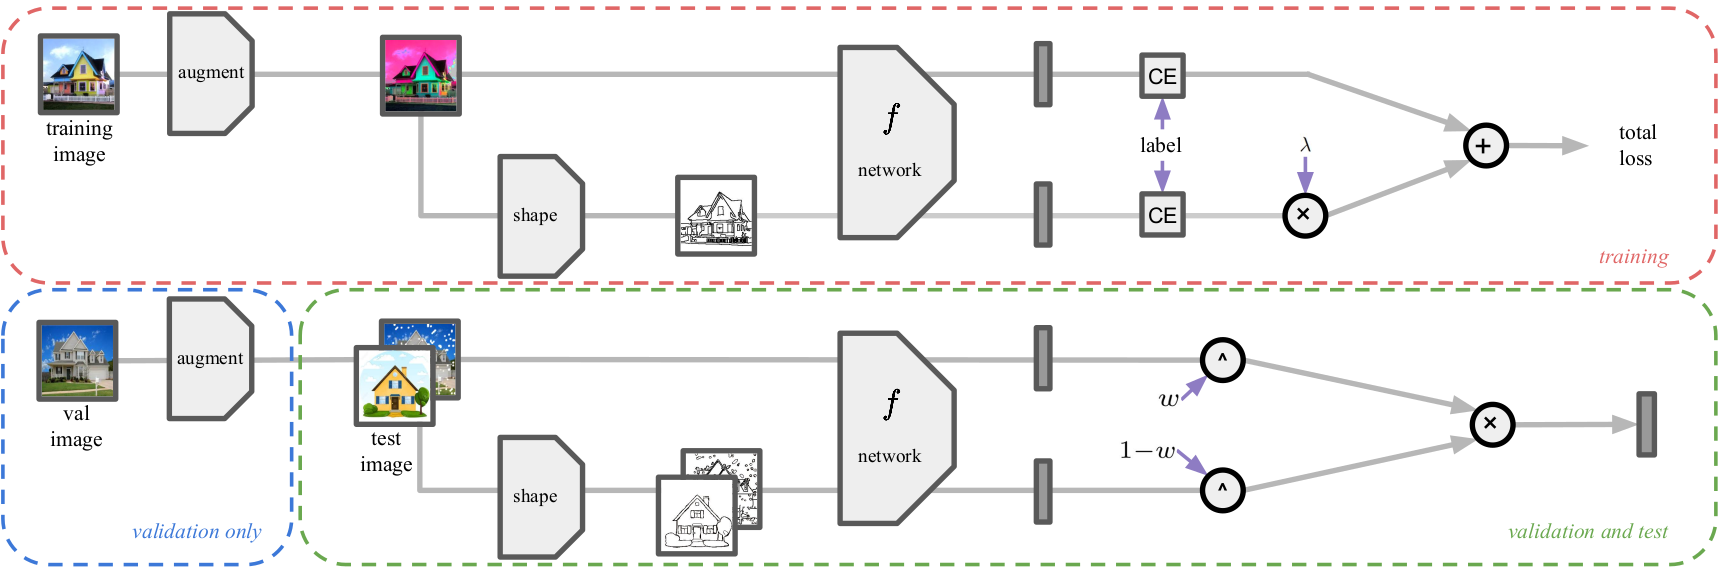 augment
training
image
f
network
CE
label
λ
+
total
loss
shape
CE
×
training
val
image
augment
test
image
f
network
^
w
1−w
×
shape
^
validation only
validation and test